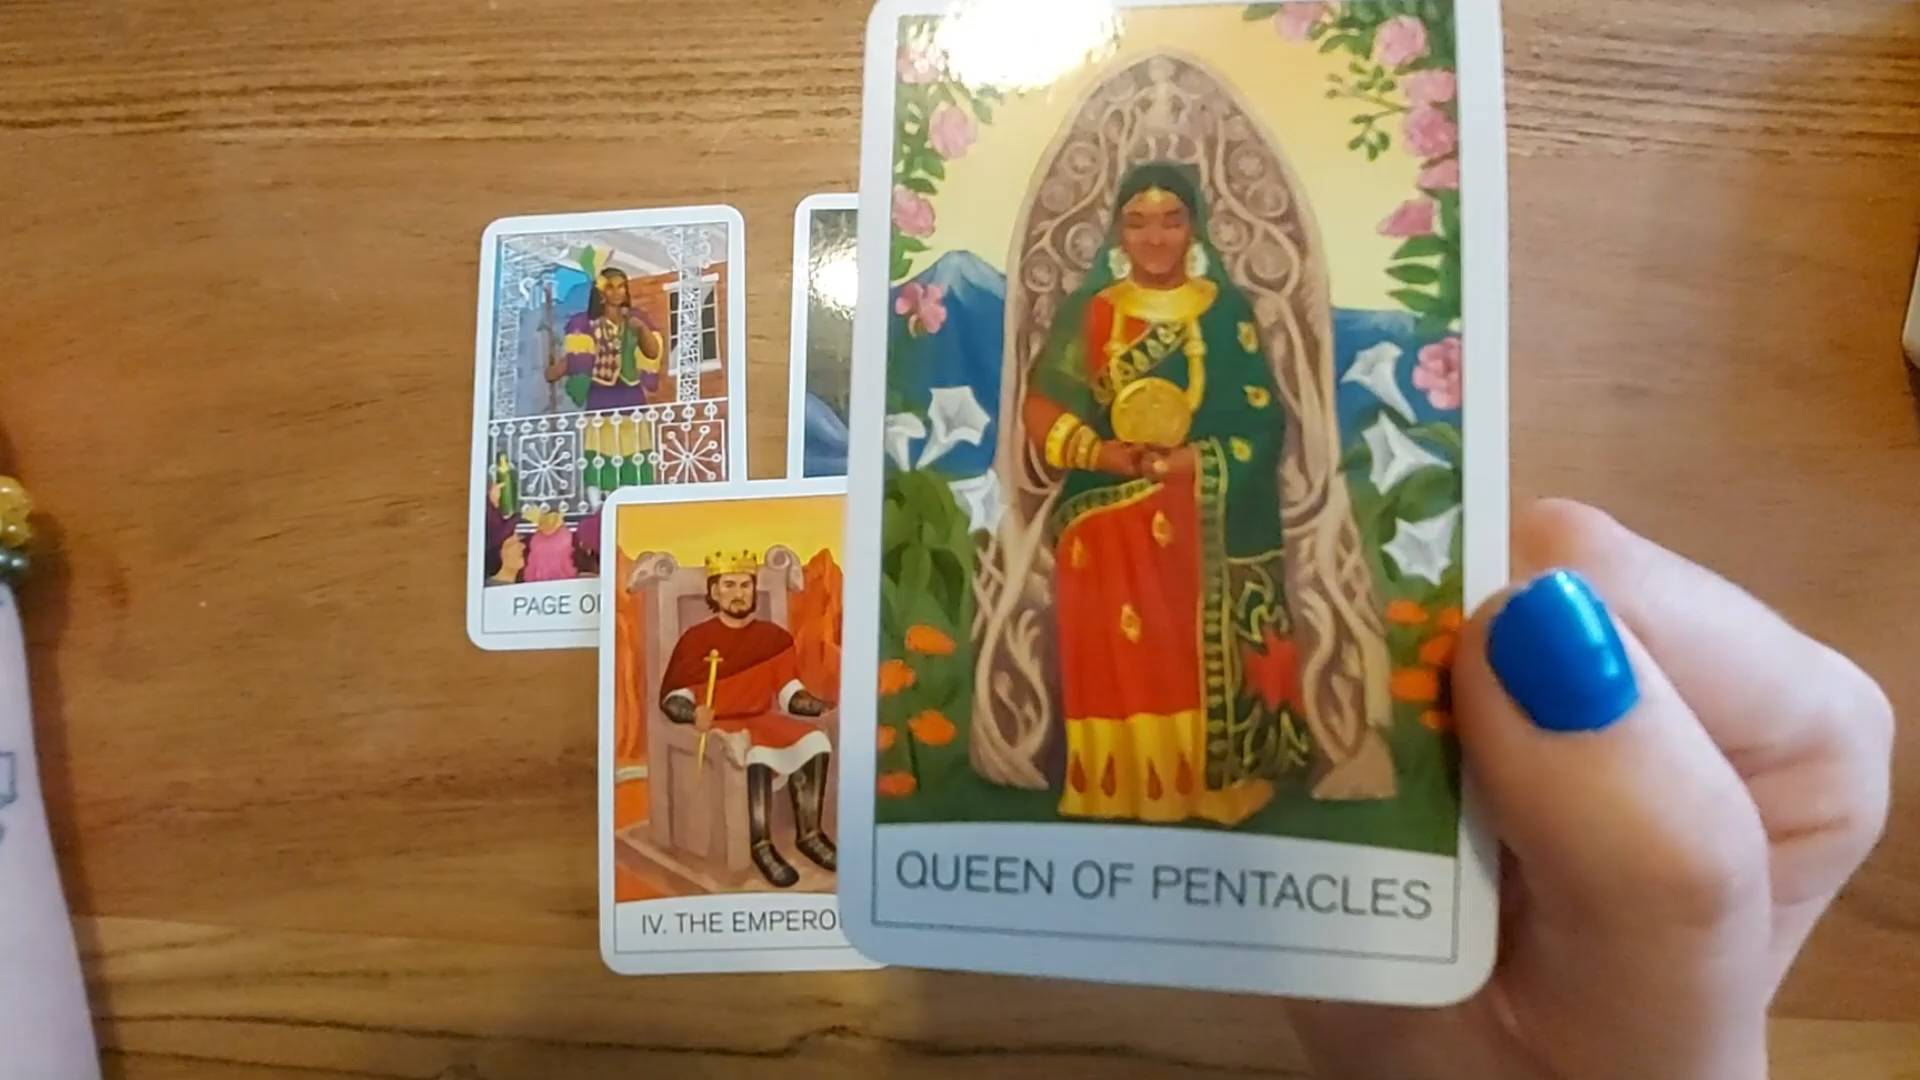 PAGE O
IV. THE EMPERO
QUEEN OF PENTACLES